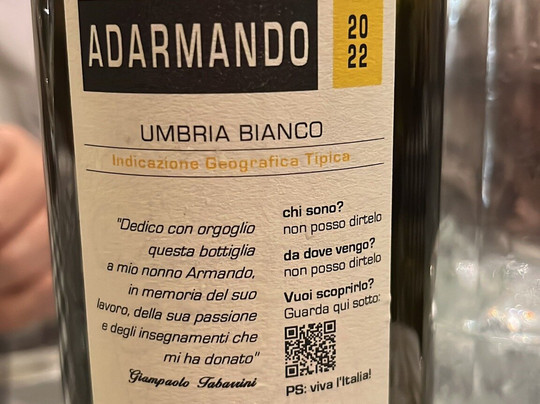 ADARMANDO
20
22
UMBRIA BIANCO
Indicazione Geografica Tipica
"Dedico con orgoglio
questa bottiglia
a mio nonno Armando,
in memoria del suo
lavoro, della sua passione
e degli insegnamenti che
mi ha donato"
Giampaolo Tabarrini
chi sono?
non posso dirtelo
da dove vengo?
non posso dirtelo
Vuoi scoprirlo?
Guarda qui sotto:
PS: viva l'Italia!